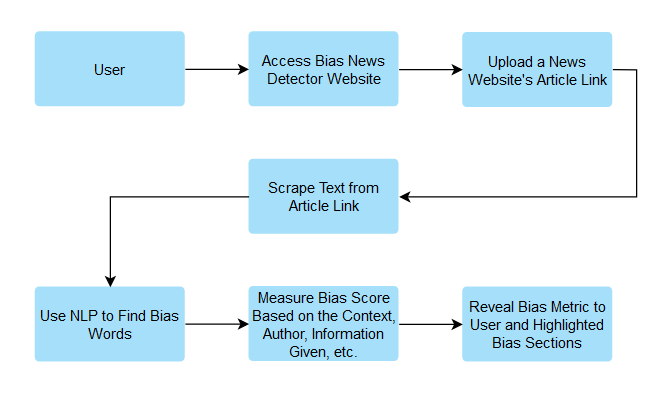 User
Access Bias News
Detector Website
Upload a News
Website's Article Link
Scrape Text from
Article Link
Use NLP to Find Bias
Words
Measure Bias Score
Based on the Context,
Author, Information
Given, etc.
Reveal Bias Metric to
User and Highlighted
Bias Sections